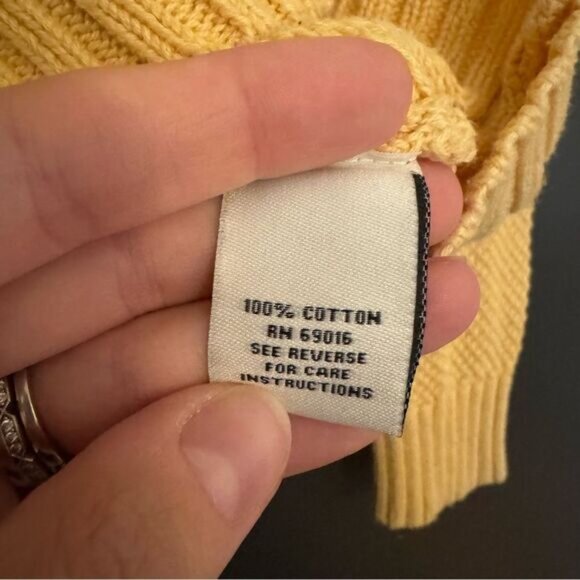 100% COTTON
RN 69016
SEE REVERSE
FOR CARE
INSTRUCTIONS